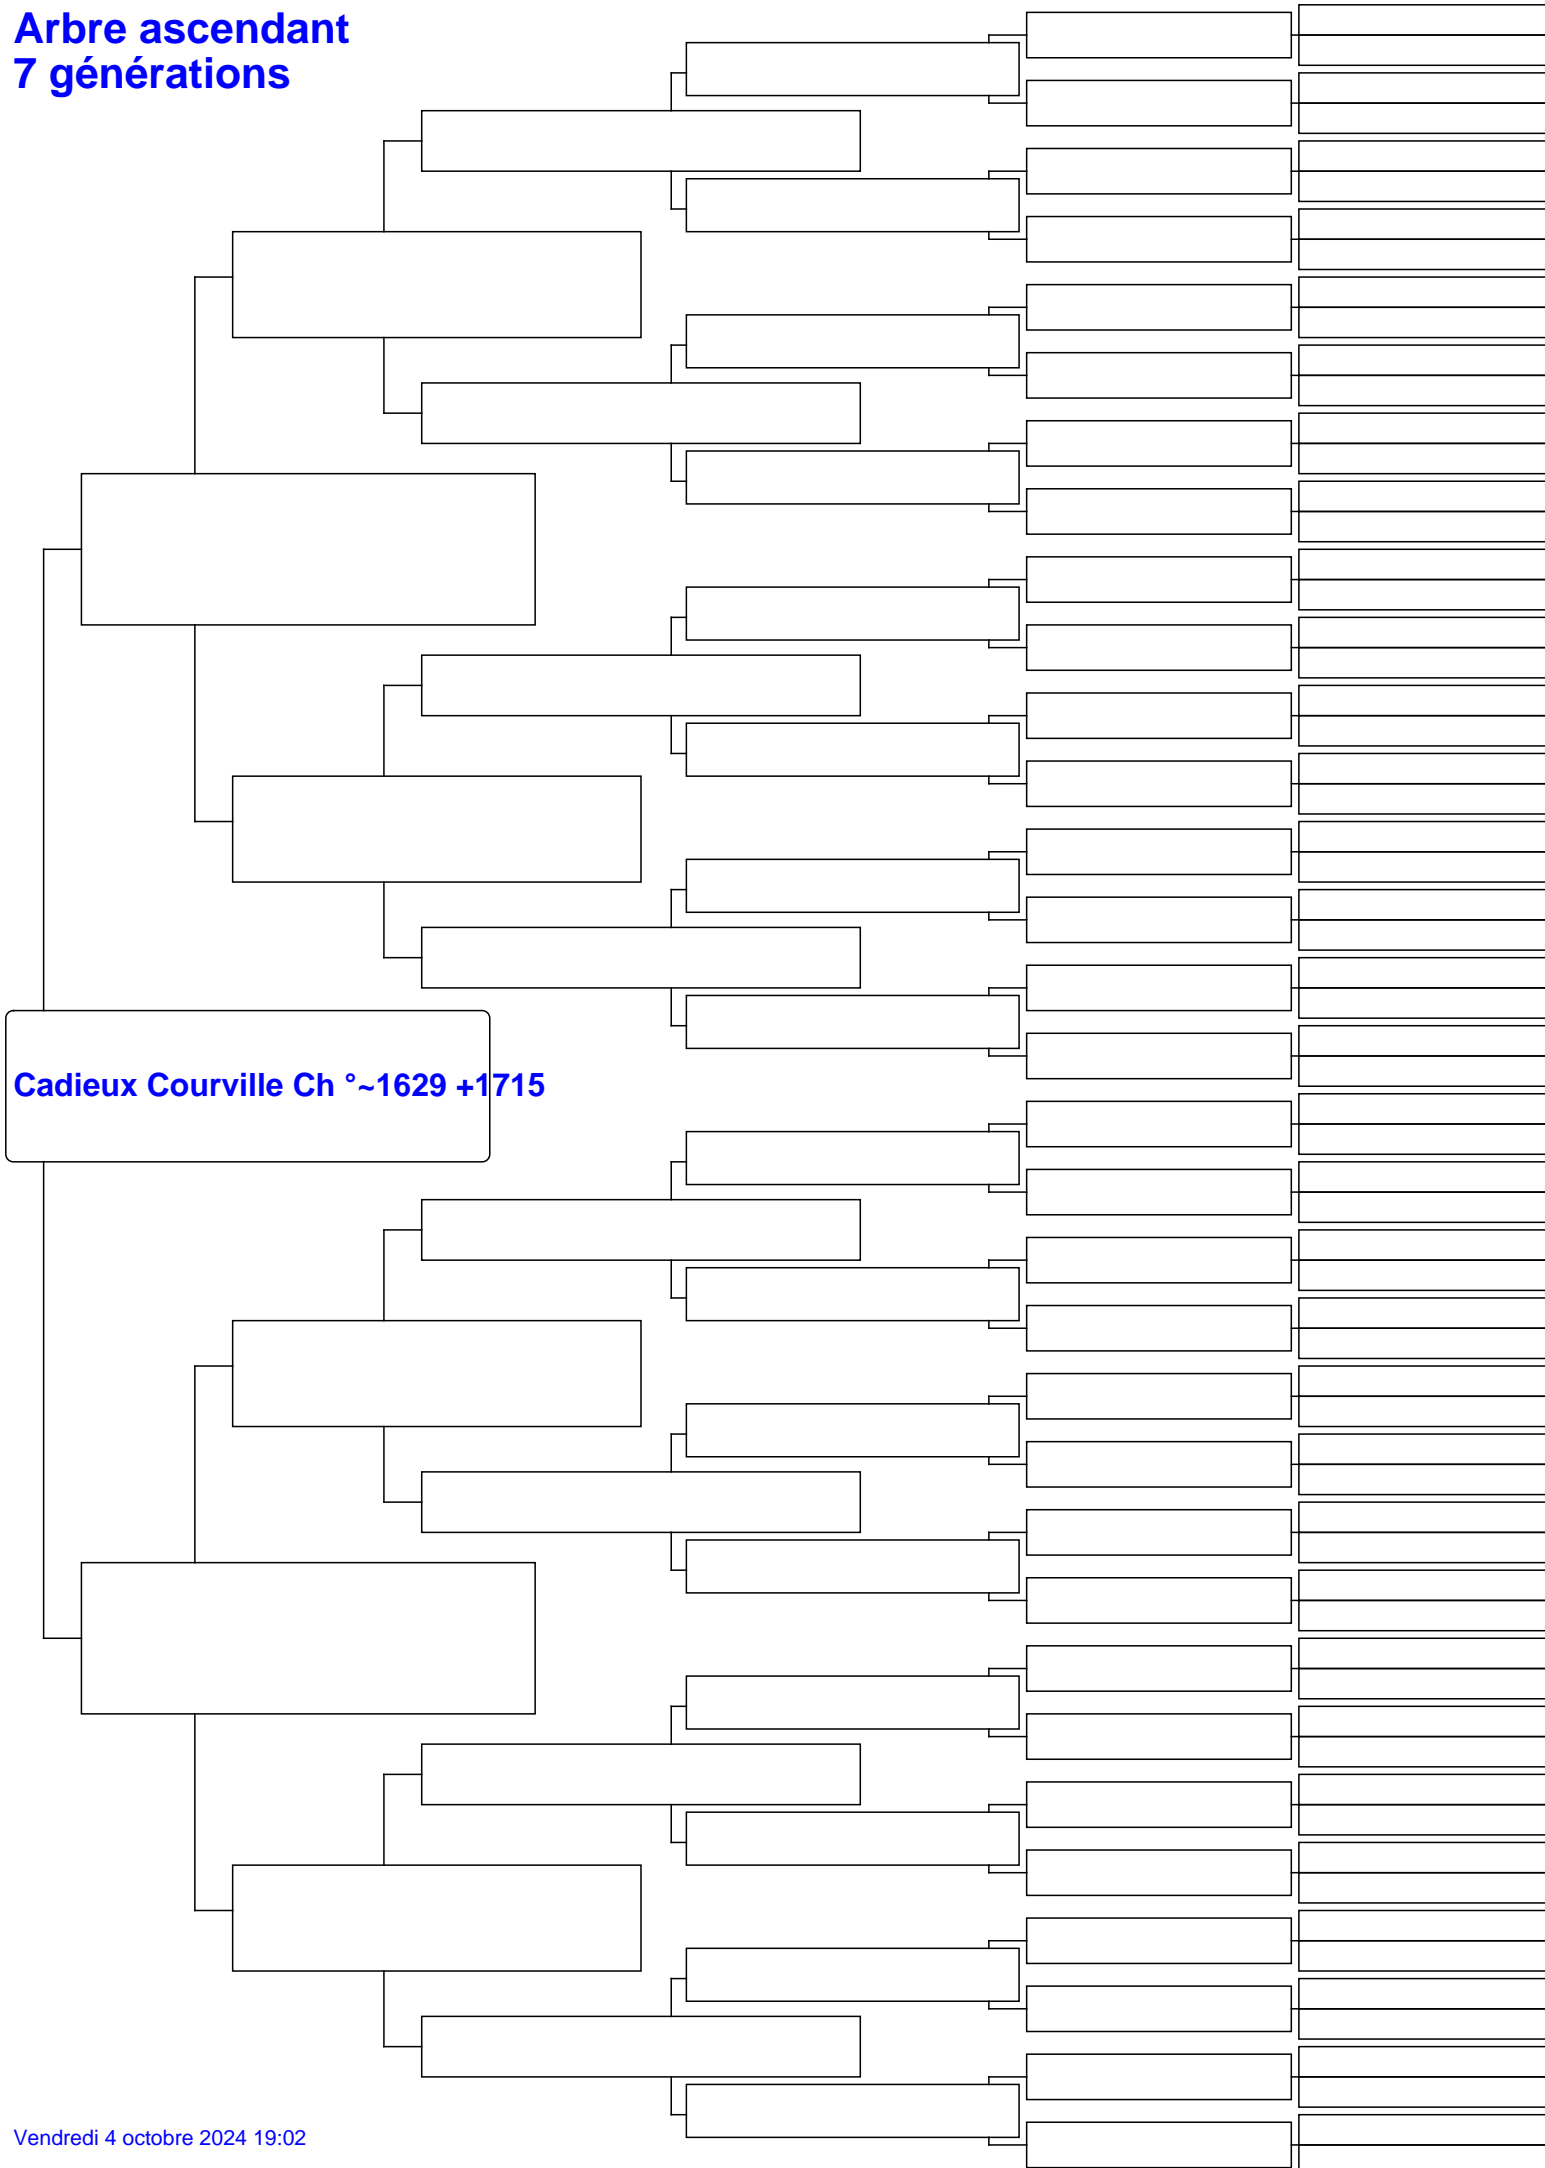 Arbre ascendant
7 générations
Cadieux Courville Ch °~1629 +1715
Vendredi 4 octobre 2024 19:02